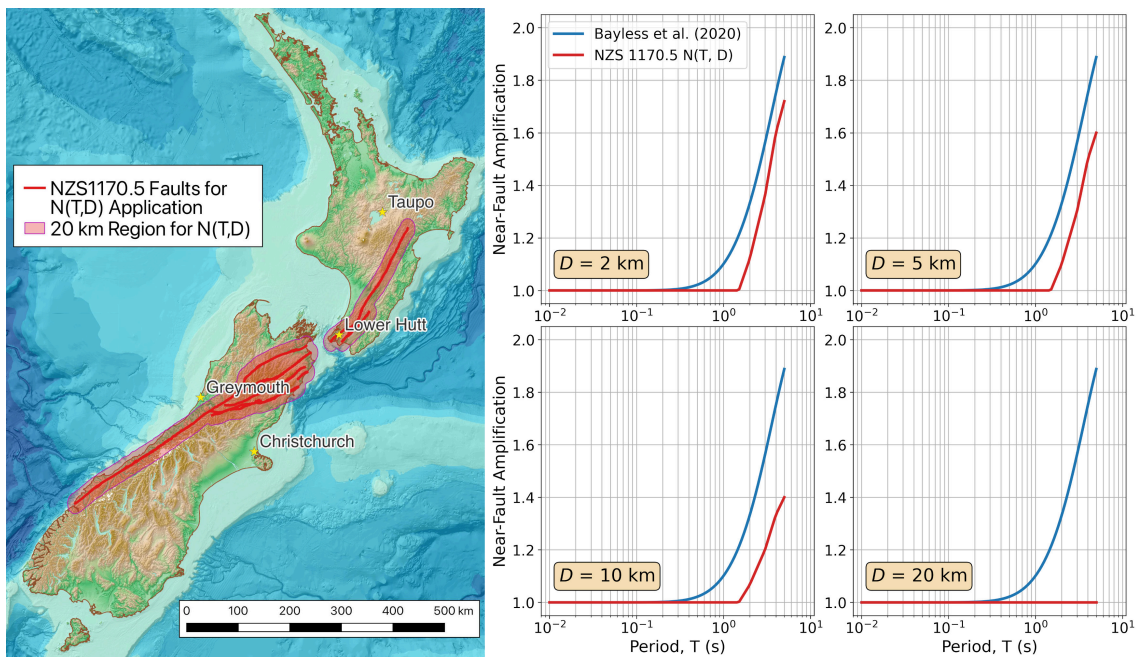 NZS1170.5 Faults for
N(T,D) Application
20 km Region for N(T,D)
Taupo
Lower Hutt
Greymouth
Christchurch
0 100 200 300 400 500 km
Near-Fault Amplification
2.0
1.8
1.6
1.4
1.2
1.0
Bayless et al. (2020)
NZS 1170.5 N(T, D)
D = 2 km
10⁻² 10⁻¹ 10⁰ 10¹
2.0
1.8
1.6
1.4
1.2
1.0
D = 5 km
10⁻² 10⁻¹ 10⁰ 10¹
Near-Fault Amplification
2.0
1.8
1.6
1.4
1.2
1.0
D = 10 km
10⁻² 10⁻¹ 10⁰ 10¹
Period, T (s)
2.0
1.8
1.6
1.4
1.2
1.0
D = 20 km
10⁻² 10⁻¹ 10⁰ 10¹
Period, T (s)